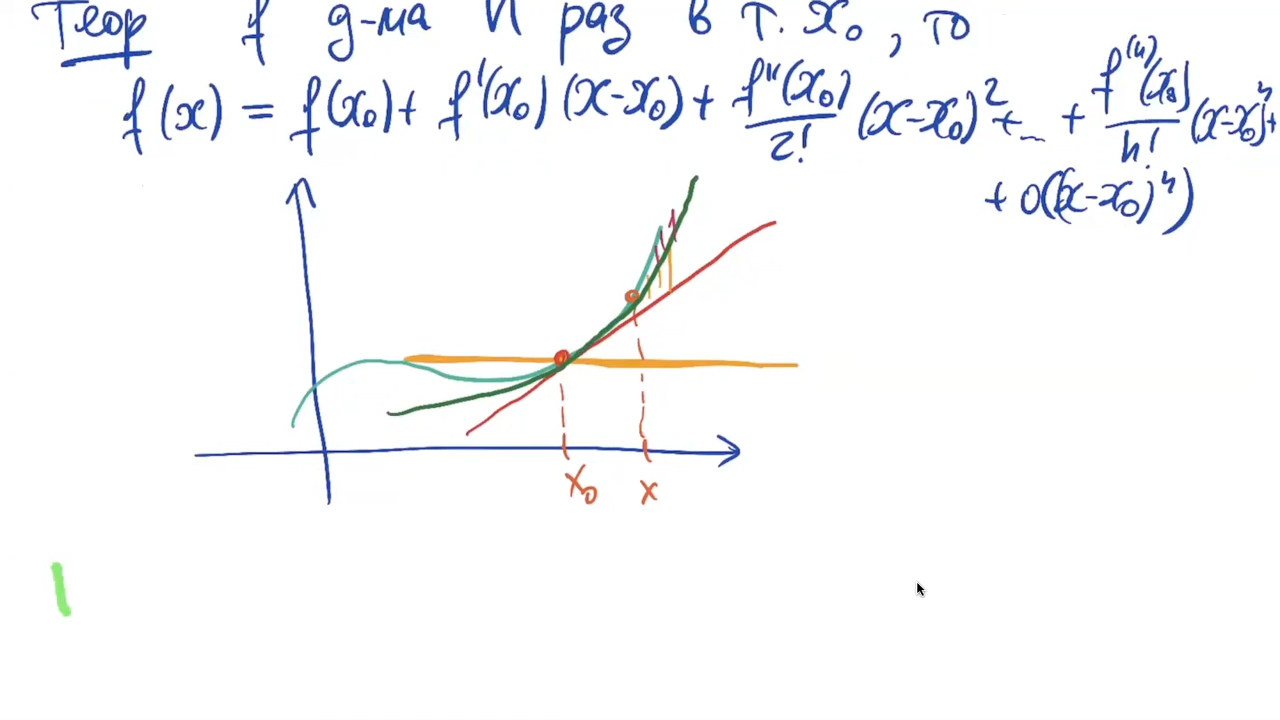 Теор f д-ма n раз в т. x₀, то
f(x) = f(x₀) + f'(x₀)(x-x₀) + f''(x₀)/2! (x-x₀)² + ... + f⁽ⁿ⁾(x₀)/n! (x-x₀)ⁿ +
+ o((x-x₀)ⁿ)
x₀ x